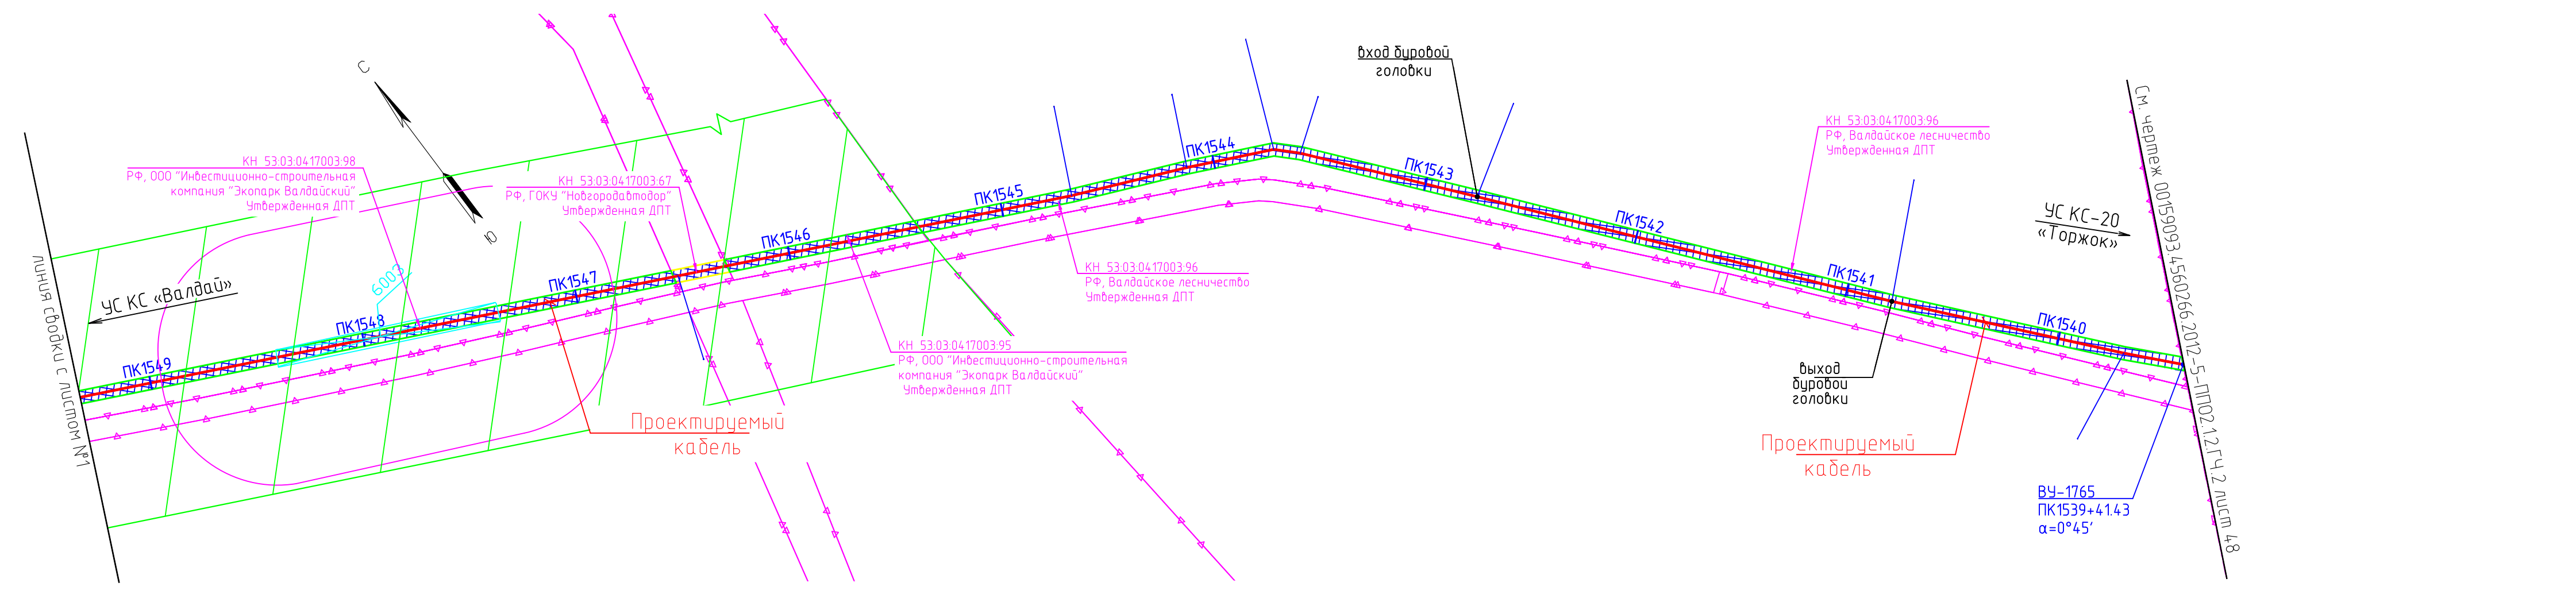 С
Ю
линия сводки с листом №1
УС КС «Валдай»
КН 53:03:0417003:98
РФ, ООО "Инвестиционно-строительная
компания "Экопарк Валдайский"
Утвержденная ДПТ
6003
КН 53:03:0417003:67
РФ, ГОКУ "Новгородавтодор"
Утвержденная ДПТ
ПК1549
ПК1548
ПК1547
ПК1546
ПК1545
ПК1544
ПК1543
ПК1542
ПК1541
ПК1540
Проектируемый
кабель
КН 53:03:0417003:95
РФ, ООО "Инвестиционно-строительная
компания "Экопарк Валдайский"
Утвержденная ДПТ
КН 53:03:0417003:96
РФ, Валдайское лесничество
Утвержденная ДПТ
вход буровой
головки
КН 53:03:0417003:96
РФ, Валдайское лесничество
Утвержденная ДПТ
выход
буровой
головки
Проектируемый
кабель
УС КС-20
«Торжок»
ВУ-1765
ПК1539+41.43
α=0°45'
См. чертеж 00159093.4560266.2012-5-ППО2.1.2.ГЧ.2 лист 48